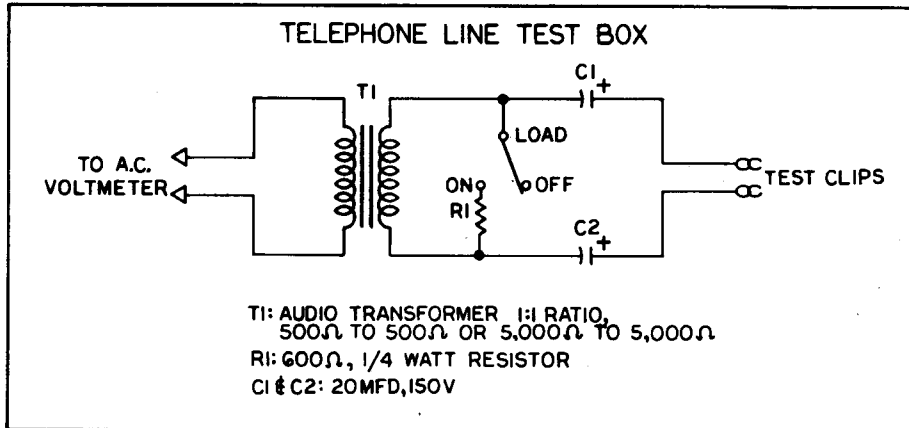 TELEPHONE LINE TEST BOX
C1
+
T1
LOAD
TO A.C.
VOLTMETER
ON
OFF
TEST CLIPS
R1
C2
+
T1: AUDIO TRANSFORMER 1:1 RATIO,
500Ω TO 500Ω OR 5,000Ω TO 5,000Ω
R1: 600Ω, 1/4 WATT RESISTOR
C1 & C2: 20MFD,150V